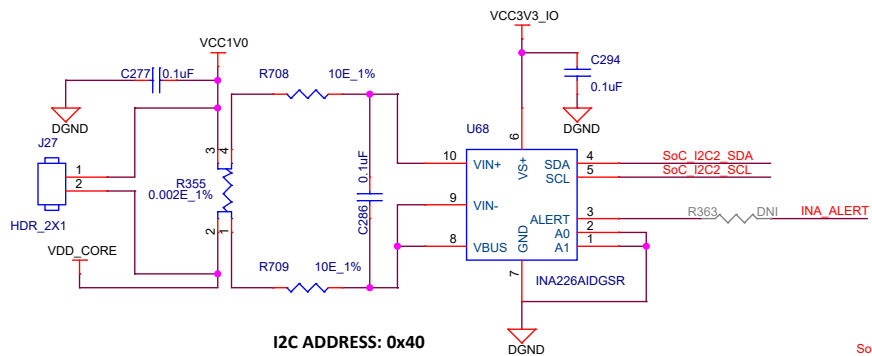 VCC1V0
VCC3V3_IO
C277
0.1uF
DGND
R708
10E_1%
C294
0.1uF
DGND
J27
1
2
HDR_2X1
3
4
R355
0.002E_1%
2
1
0.1uF
C286
U68
6
10
VIN+
VS+
SDA
4
SoC_I2C2_SDA
SCL
5
SoC_I2C2_SCL
9
VIN-
ALERT
3
R363
DNI
INA_ALERT
8
VBUS
GND
A0
2
A1
1
VDD_CORE
R709
10E_1%
7
INA226AIDGSR
DGND
I2C ADDRESS: 0x40
So